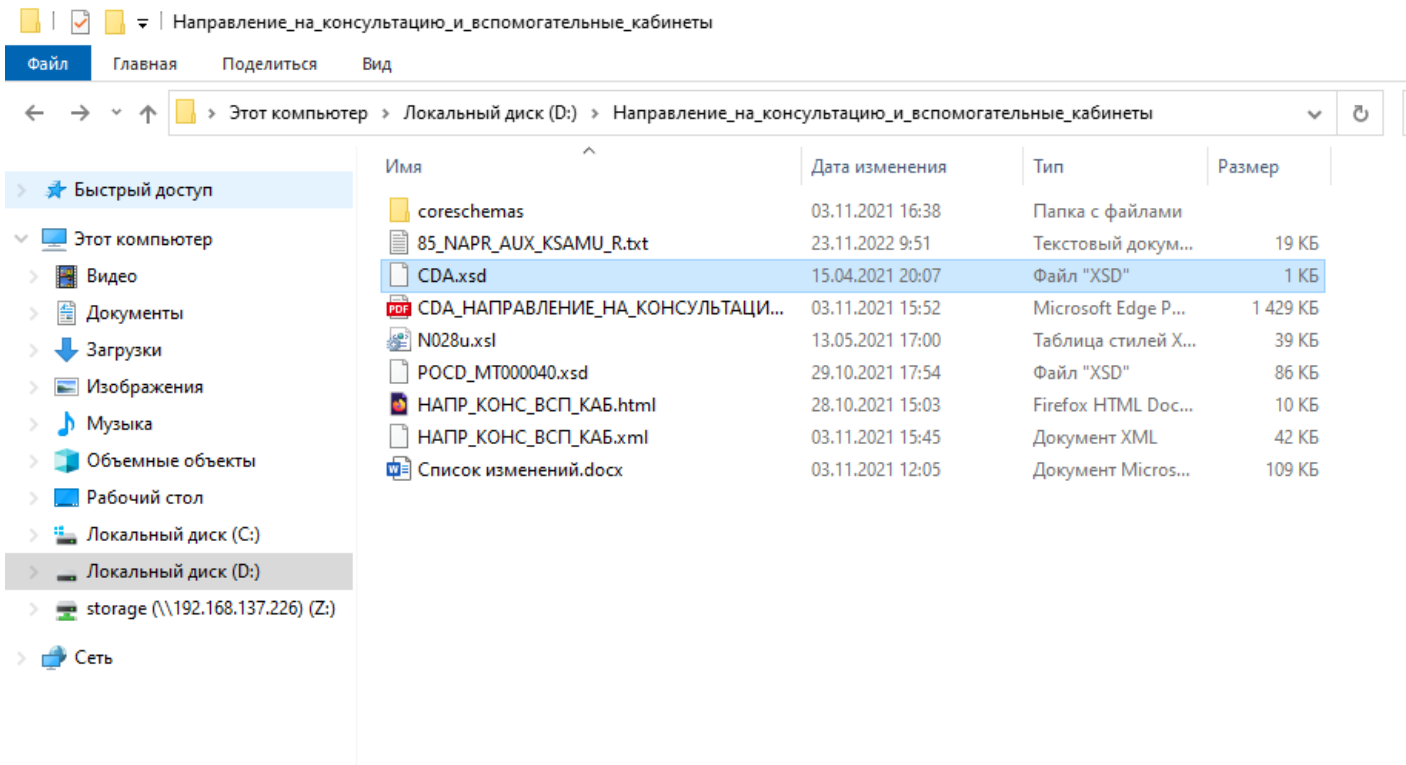 Направление_на_консультацию_и_вспомогательные_кабинеты
Файл Главная Поделиться Вид
Этот компьютер > Локальный диск (D:) > Направление_на_консультацию_и_вспомогательные_кабинеты
Быстрый доступ
Этот компьютер
Видео
Документы
Загрузки
Изображения
Музыка
Объемные объекты
Рабочий стол
Локальный диск (C:)
Локальный диск (D:)
storage (\\192.168.137.226) (Z:)
Сеть
Имя Дата изменения Тип Размер
coreschemas 03.11.2021 16:38 Папка с файлами
85_NAPR_AUX_KSAMU_R.txt 23.11.2022 9:51 Текстовый докум... 19 КБ
CDA.xsd 15.04.2021 20:07 Файл "XSD" 1 КБ
PDF CDA_НАПРАВЛЕНИЕ_НА_КОНСУЛЬТАЦИ... 03.11.2021 15:52 Microsoft Edge P... 1 429 КБ
N028u.xsl 13.05.2021 17:00 Таблица стилей X... 39 КБ
POCD_MT000040.xsd 29.10.2021 17:54 Файл "XSD" 86 КБ
НАПР_КОНС_ВСП_КАБ.html 28.10.2021 15:03 Firefox HTML Doc... 10 КБ
НАПР_КОНС_ВСП_КАБ.xml 03.11.2021 15:45 Документ XML 42 КБ
Список изменений.docx 03.11.2021 12:05 Документ Micros... 109 КБ